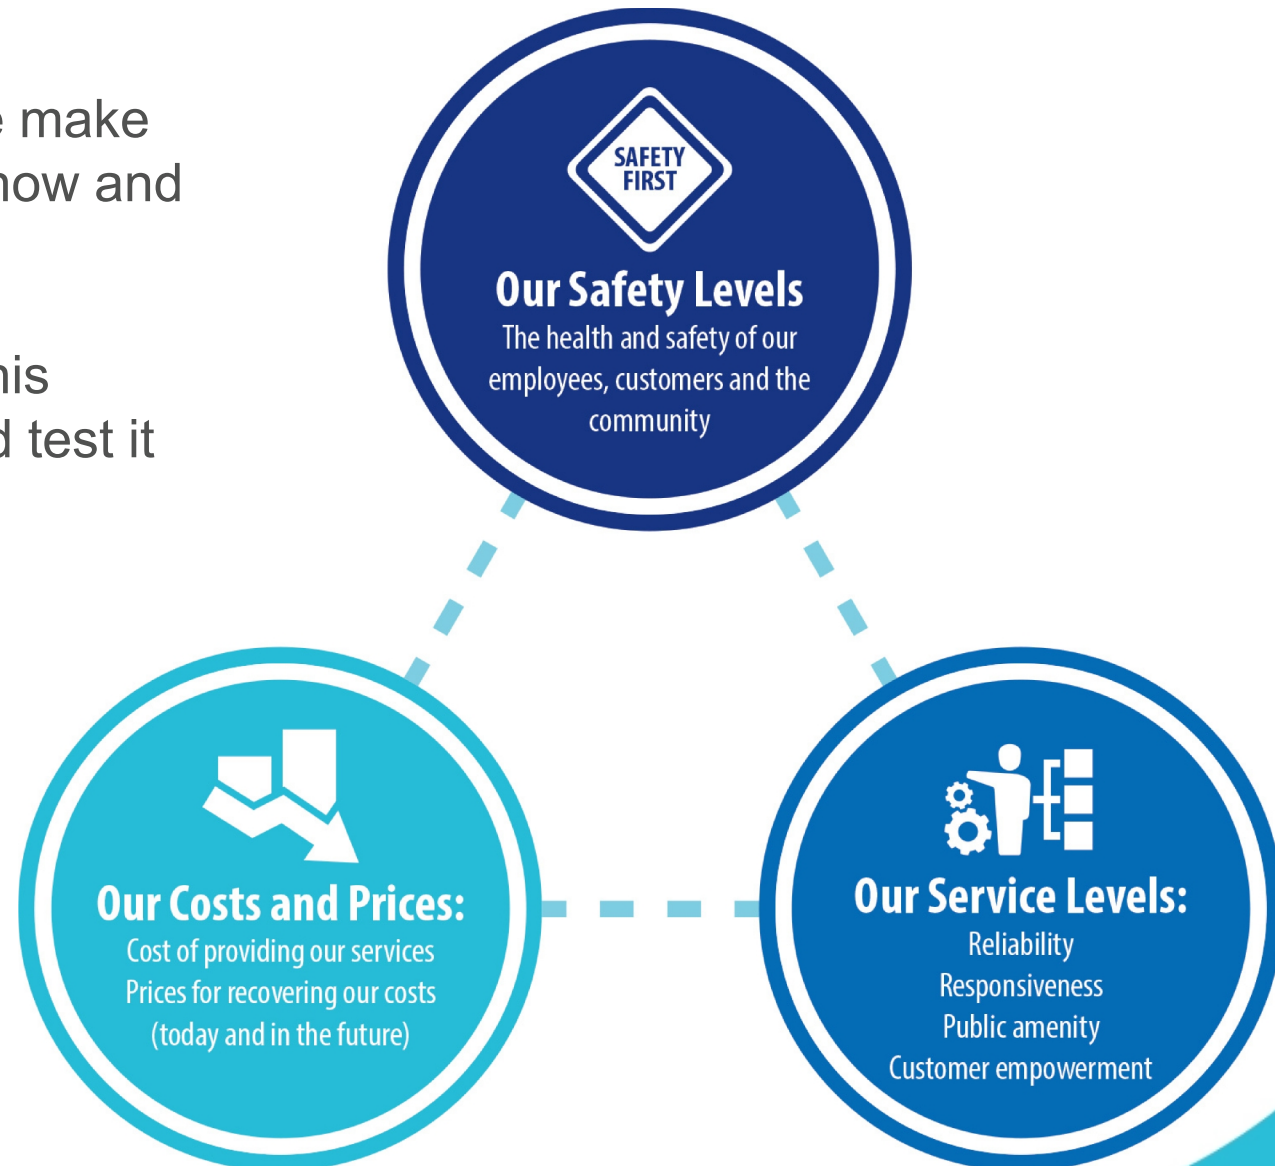 e make
now and
his
d test it
SAFETY
FIRST
Our Safety Levels
The health and safety of our
employees, customers and the
community
Our Costs and Prices:
Cost of providing our services
Prices for recovering our costs
(today and in the future)
Our Service Levels:
Reliability
Responsiveness
Public amenity
Customer empowerment